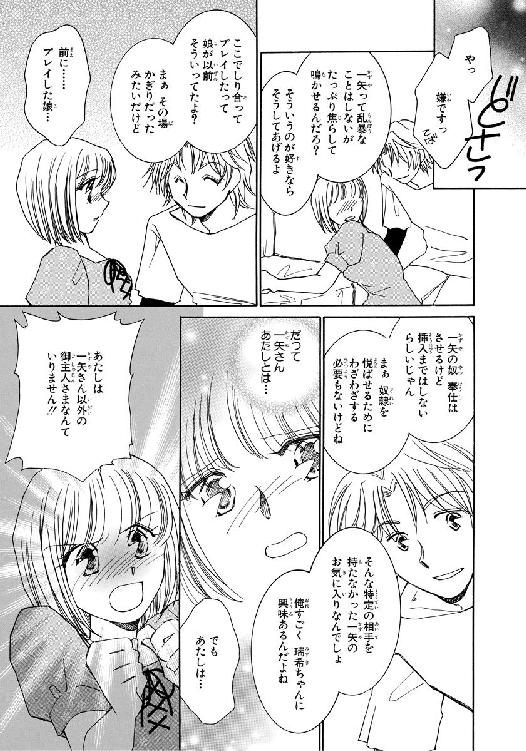 やっ
嫌ですっ
一矢って乱暴な
ことはしないが
たっぷり焦らして
鳴かせるんだろ?
そういうのが好きなら
そうしてあげるよ
ここでしり合って
プレイしたって
娘が以前
そういってたよ?
まぁ その場
かぎりだった
みたいだけど
前に……
プレイした娘…
一矢の奴 奉仕は
させるけど
挿入まではしない
らしいじゃん
まぁ 奴隷を
悦ばせるために
わざわざする
必要もないけどね
そんな特定の相手を
持たなかった一矢の
お気に入りなんでしょ
俺すごく 瑞希ちゃんに
興味あるんだよね
だって
一矢さん
あたしとは…
でも
あたしは…
あたしは
一矢さん以外の
御主人さまなんて
いりません!!